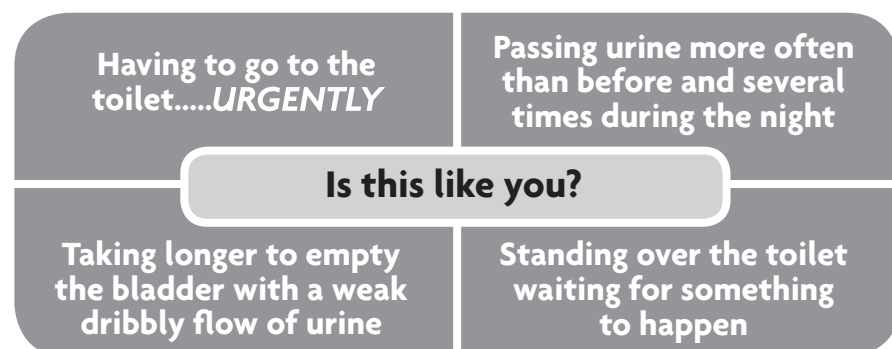 Having to go to the
toilet.....URGENTLY
Passing urine more often
than before and several
times during the night
Is this like you?
Taking longer to empty
the bladder with a weak
dribbly flow of urine
Standing over the toilet
waiting for something
to happen